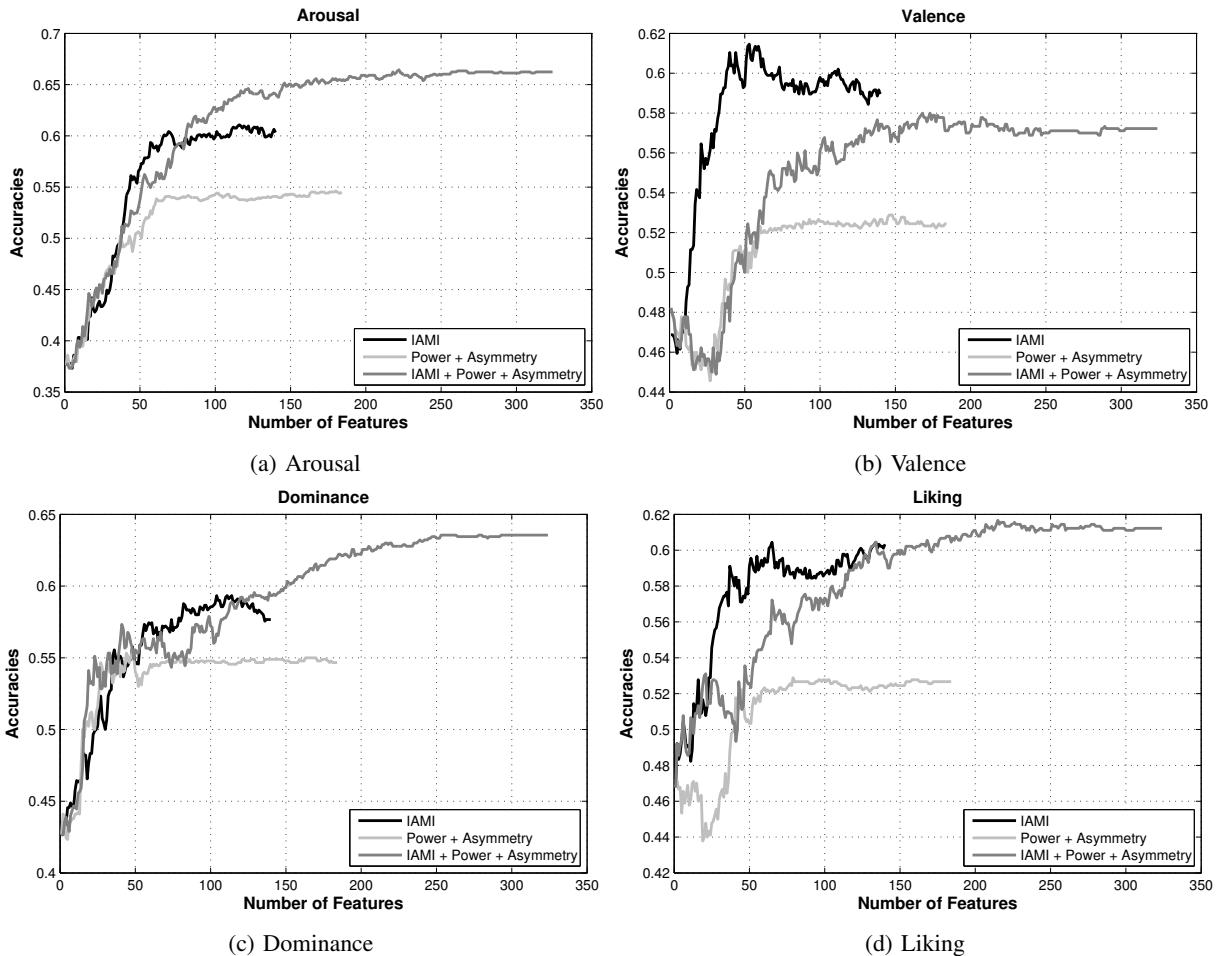 Arousal
0.7
0.65
0.6
0.55
0.5
0.45
0.4
0.35
Accuracies
0 50 100 150 200 250 300 350
Number of Features
IAMI
Power + Asymmetry
IAMI + Power + Asymmetry
(a) Arousal
Valence
0.62
0.6
0.58
0.56
0.54
0.52
0.5
0.48
0.46
0.44
Accuracies
0 50 100 150 200 250 300 350
Number of Features
IAMI
Power + Asymmetry
IAMI + Power + Asymmetry
(b) Valence
Dominance
0.65
0.6
0.55
0.5
0.45
0.4
Accuracies
0 50 100 150 200 250 300 350
Number of Features
IAMI
Power + Asymmetry
IAMI + Power + Asymmetry
(c) Dominance
Liking
0.62
0.6
0.58
0.56
0.54
0.52
0.5
0.48
0.46
0.44
0.42
Accuracies
0 50 100 150 200 250 300 350
Number of Features
IAMI
Power + Asymmetry
IAMI + Power + Asymmetry
(d) Liking